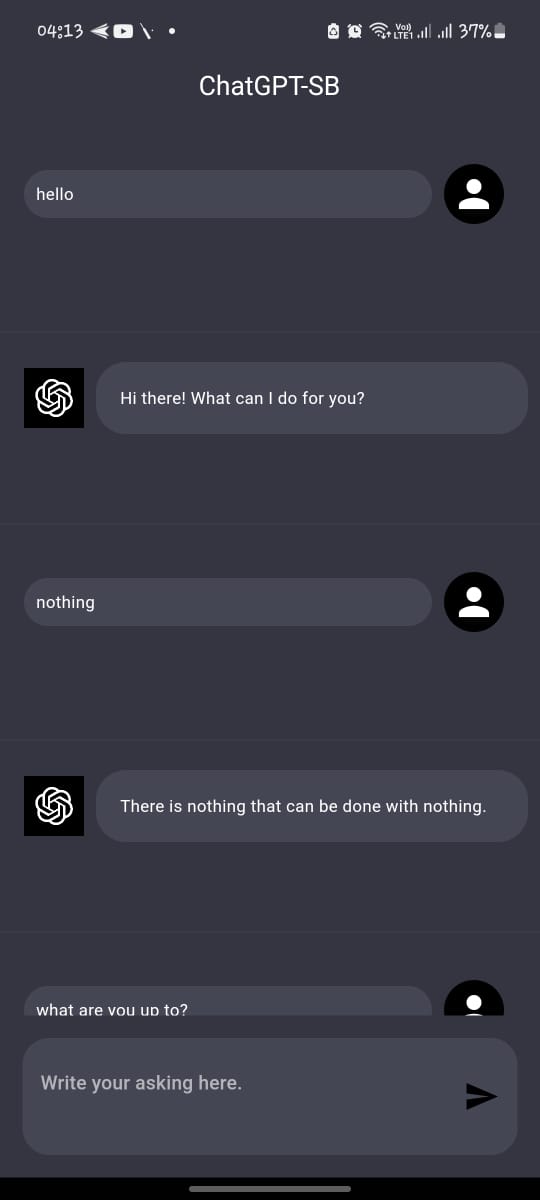 04:13
Vo)) LTE1 37%
ChatGPT-SB
hello
Hi there! What can I do for you?
nothing
There is nothing that can be done with nothing.
what are you up to?
Write your asking here.